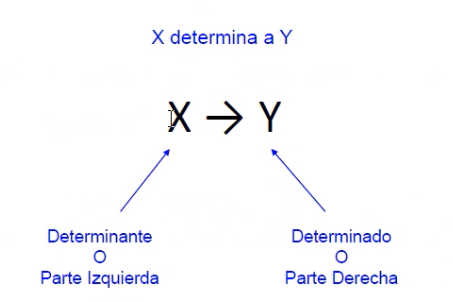 X determina a Y
X → Y
Determinante
O
Parte Izquierda
Determinado
O
Parte Derecha